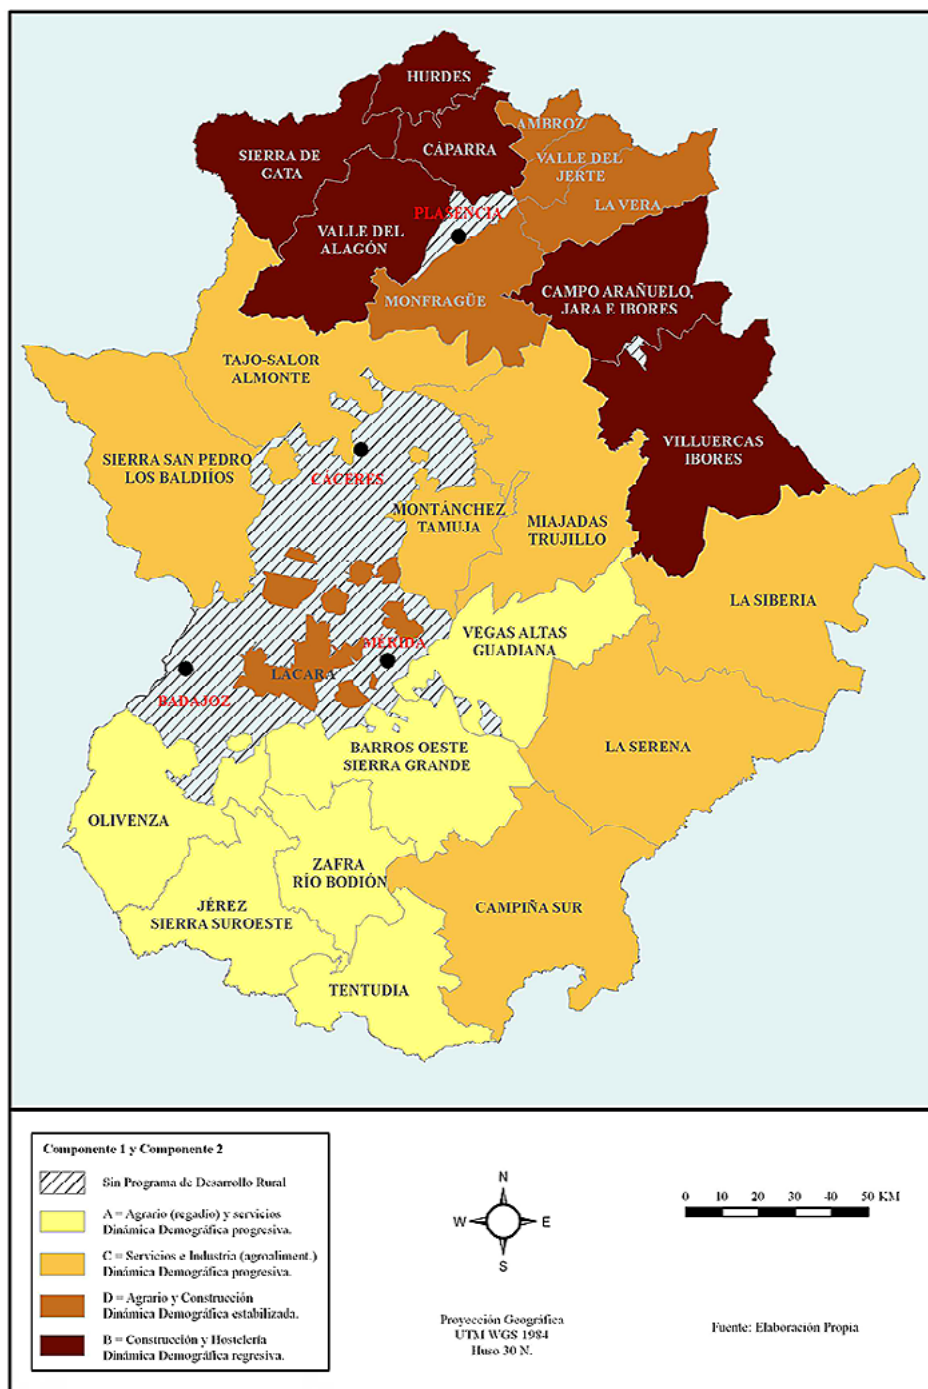 HURDES
AMBROZ
CÁPARRA
SIERRA DE
GATA
VALLE DEL
JERTE
LA VERA
PLASENCIA
VALLE DEL
ALAGÓN
CAMPO ARAÑUELO,
JARA E IBORES
MONFRAGÜE
TAJO-SALOR
ALMONTE
VILLUERCAS
IBORES
SIERRA SAN PEDRO
LOS BALDIÍOS
CÁCERES
MONTÁNCHEZ
TAMUJA
MIAJADAS
TRUJILLO
LA SIBERIA
VEGAS ALTAS
GUADIANA
MÉRIDA
LACARA
BADAJOZ
BARROS OESTE
SIERRA GRANDE
LA SERENA
OLIVENZA
ZAFRA
RÍO BODIÓN
JÉREZ
SIERRA SUROESTE
CAMPIÑA SUR
TENTUDIA
Componente 1 y Componente 2
Sin Programa de Desarrollo Rural
A = Agrario (regadío) y servicios
Dinámica Demográfica progresiva.
C = Servicios e Industria (agroaliment.)
Dinámica Demográfica progresiva.
D = Agrario y Construcción
Dinámica Demográfica estabilizada.
B = Construcción y Hostelería
Dinámica Demográfica regresiva.
N
W E
S
Proyección Geográfica
UTM WGS 1984
Huso 30 N.
0 10 20 30 40 50 KM
Fuente: Elaboración Propia